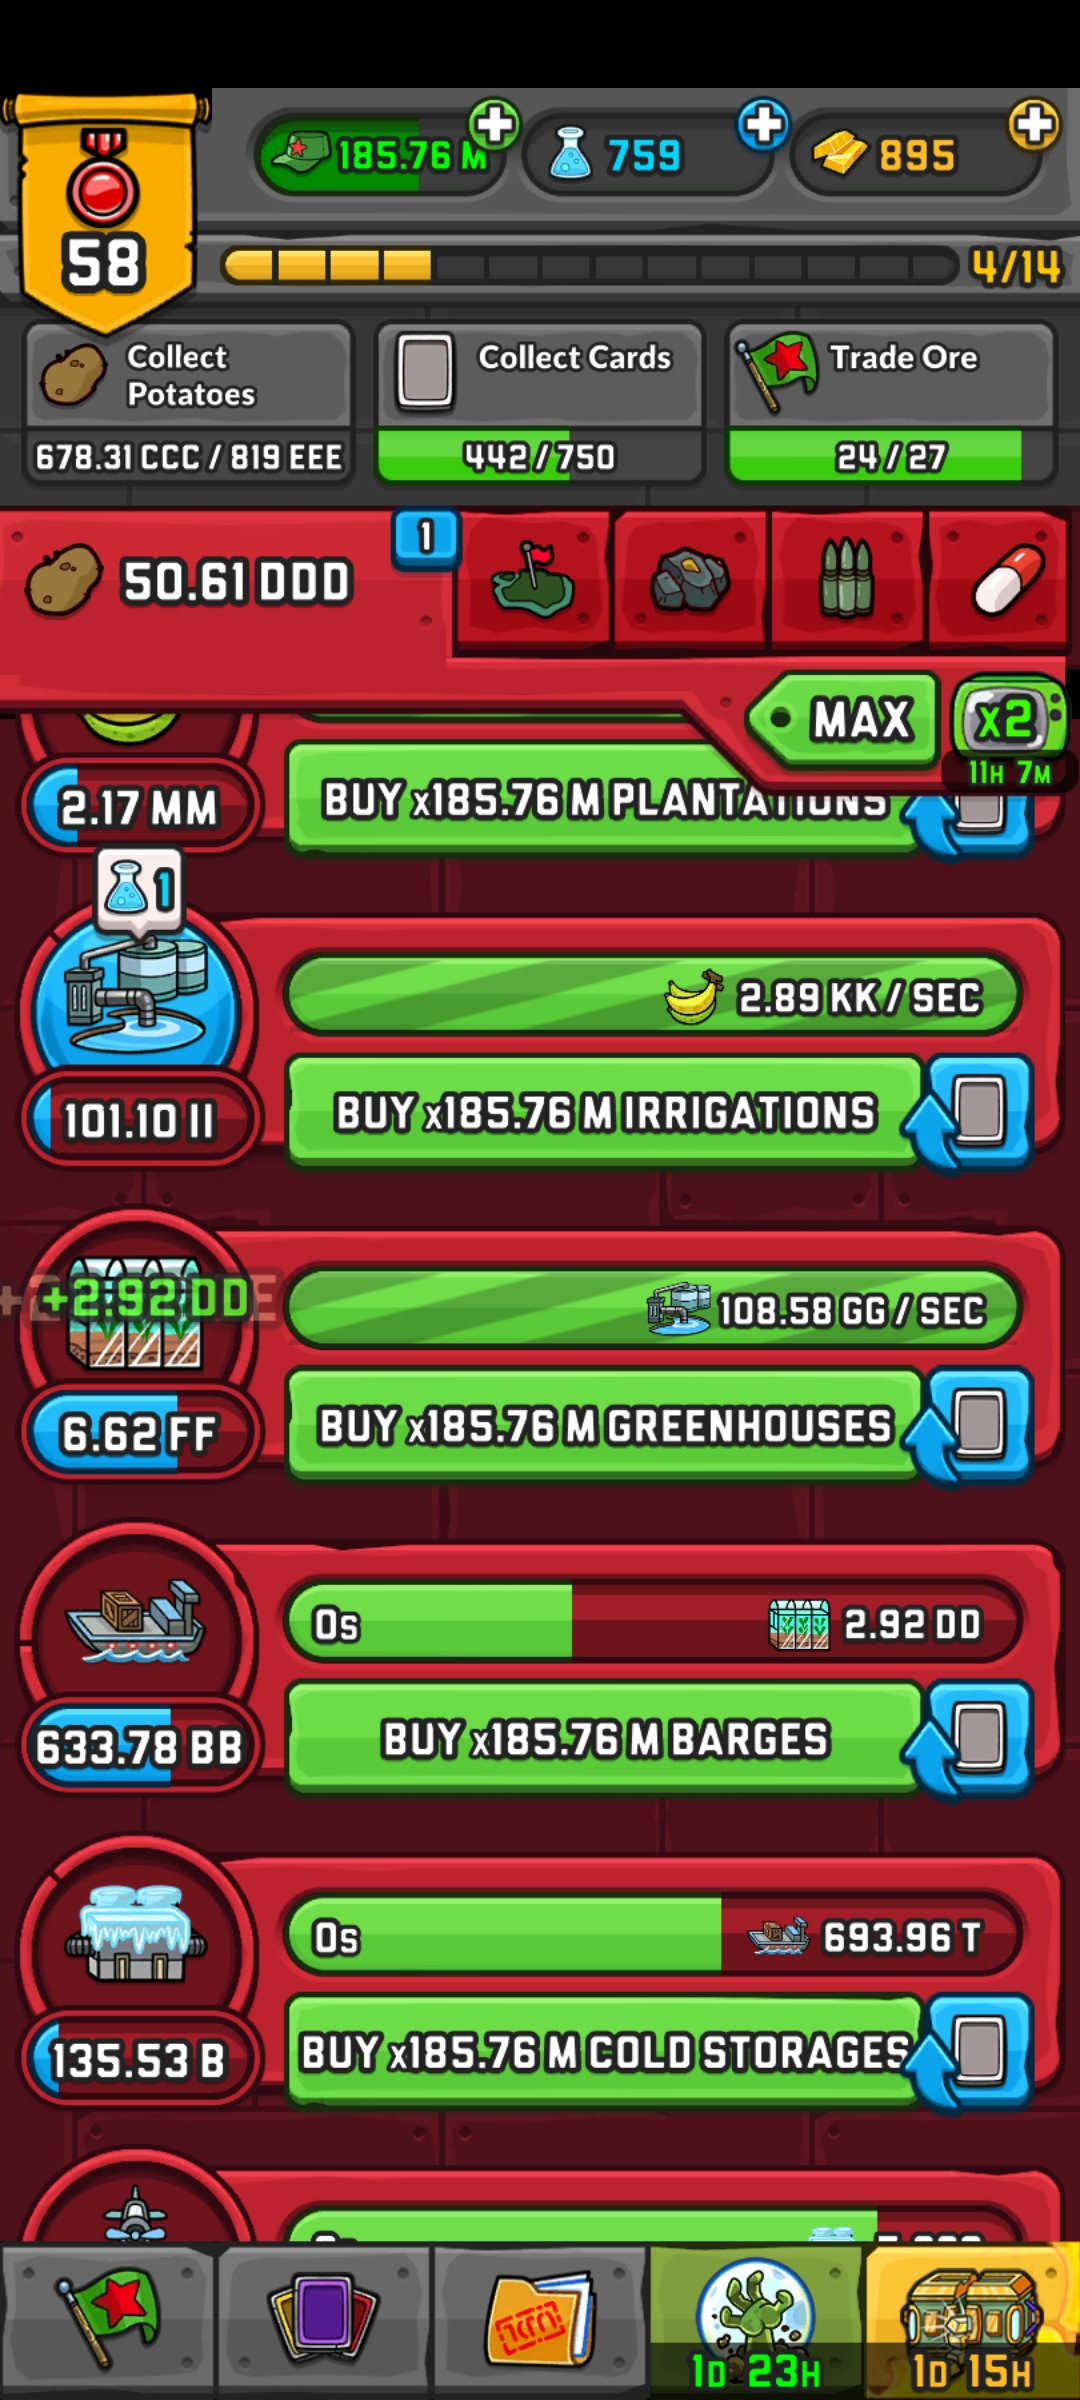 185.76 M
759
895
58
4/14
Collect
Potatoes
Collect Cards
Trade Ore
678.31 CCC / 819 EEE
442/750
24/27
50.61 DDD
1
MAX
x2
11H 7M
2.17 MM
BUY x185.76 M PLANTATIONS
1
2.89 KK / SEC
101.10 II
BUY x185.76 M IRRIGATIONS
+2.92 DD
108.58 GG / SEC
6.62 FF
BUY x185.76 M GREENHOUSES
0s
2.92 DD
633.78 BB
BUY x185.76 M BARGES
0s
693.96 T
135.53 B
BUY x185.76 M COLD STORAGES
1D 23H
1D 15H